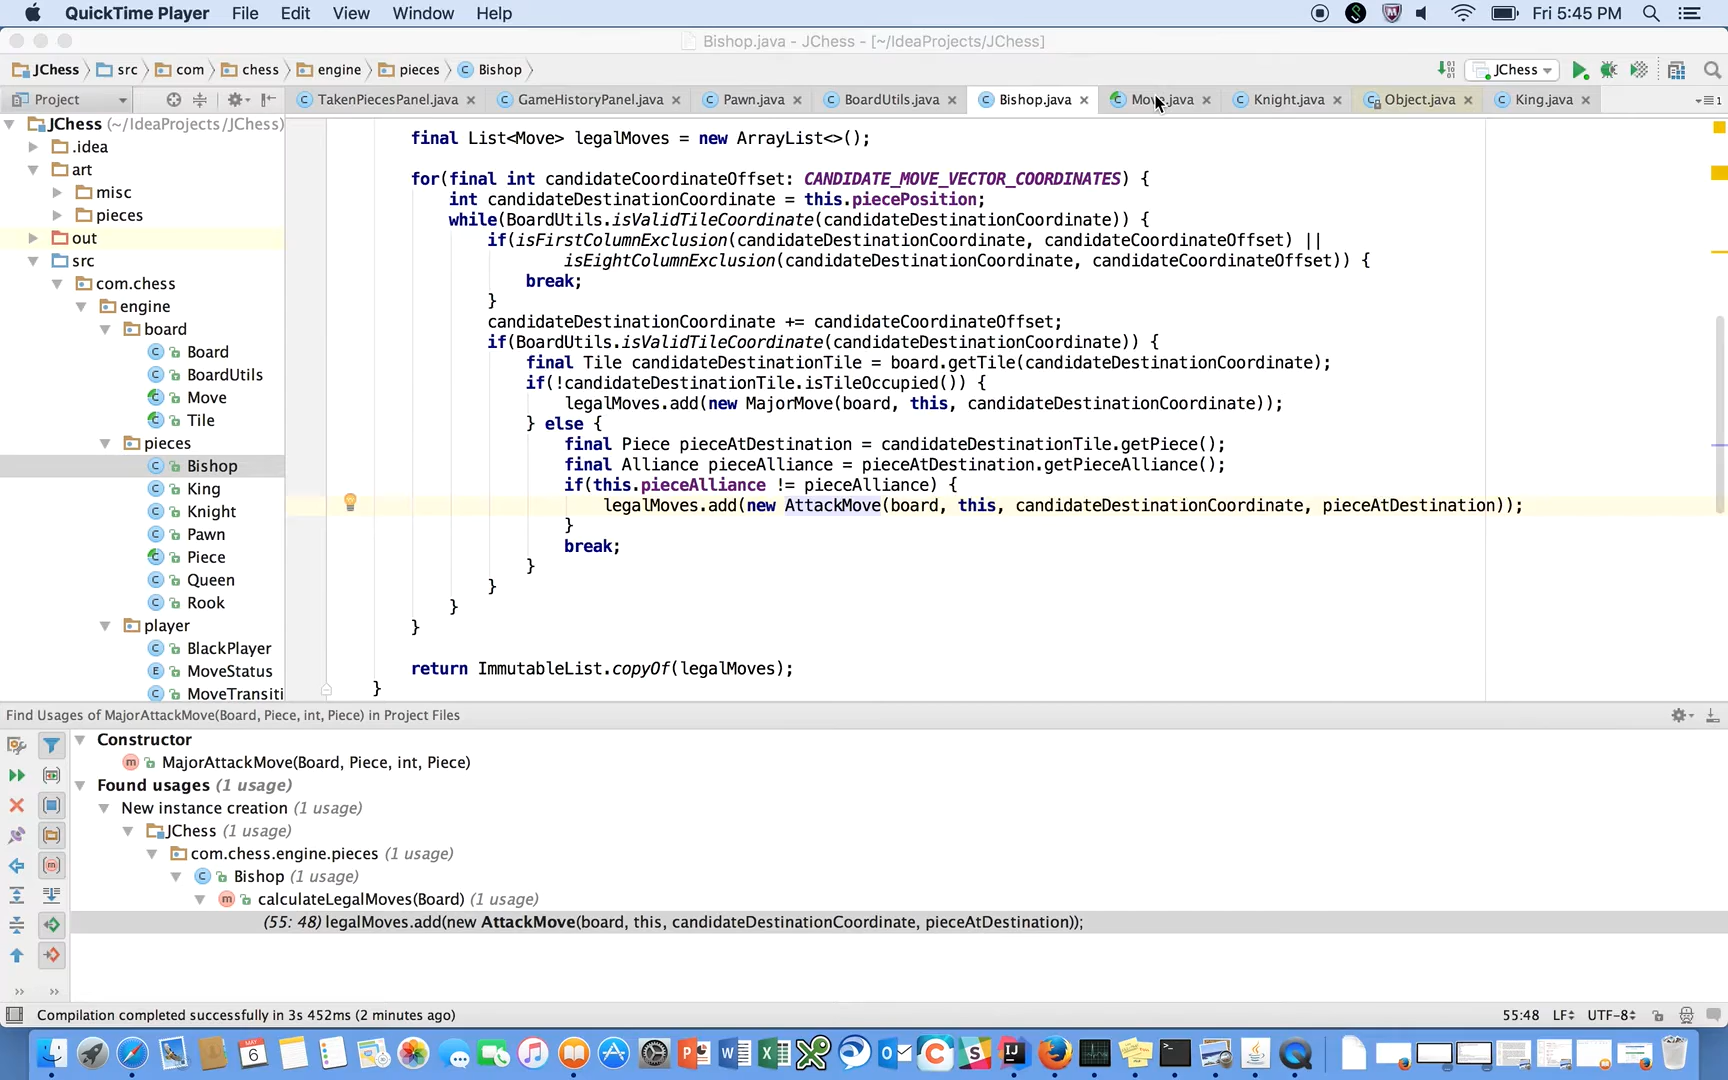 QuickTime Player File Edit View Window Help Fri 5:45 PM
Bishop.java - JChess - [~/IdeaProjects/JChess]
JChess src com chess engine pieces Bishop JChess
Project TakenPiecesPanel.java GameHistoryPanel.java Pawn.java BoardUtils.java Bishop.java Move.java Knight.java Object.java King.java
JChess (~/IdeaProjects/JChess)
.idea
art
misc
pieces
out
src
com.chess
engine
board
Board
BoardUtils
Move
Tile
pieces
Bishop
King
Knight
Pawn
Piece
Queen
Rook
player
BlackPlayer
MoveStatus
MoveTransiti
final List<Move> legalMoves = new ArrayList<>();
for(final int candidateCoordinateOffset: CANDIDATE_MOVE_VECTOR_COORDINATES) {
int candidateDestinationCoordinate = this.piecePosition;
while(BoardUtils.isValidTileCoordinate(candidateDestinationCoordinate)) {
if(isFirstColumnExclusion(candidateDestinationCoordinate, candidateCoordinateOffset) ||
isEightColumnExclusion(candidateDestinationCoordinate, candidateCoordinateOffset)) {
break;
}
candidateDestinationCoordinate += candidateCoordinateOffset;
if(BoardUtils.isValidTileCoordinate(candidateDestinationCoordinate)) {
final Tile candidateDestinationTile = board.getTile(candidateDestinationCoordinate);
if(!candidateDestinationTile.isTileOccupied()) {
legalMoves.add(new MajorMove(board, this, candidateDestinationCoordinate));
} else {
final Piece pieceAtDestination = candidateDestinationTile.getPiece();
final Alliance pieceAlliance = pieceAtDestination.getPieceAlliance();
if(this.pieceAlliance != pieceAlliance) {
legalMoves.add(new AttackMove(board, this, candidateDestinationCoordinate, pieceAtDestination));
}
break;
}
}
}
}
return ImmutableList.copyOf(legalMoves);
}
Find Usages of MajorAttackMove(Board, Piece, int, Piece) in Project Files
Constructor
MajorAttackMove(Board, Piece, int, Piece)
Found usages (1 usage)
New instance creation (1 usage)
JChess (1 usage)
com.chess.engine.pieces (1 usage)
Bishop (1 usage)
calculateLegalMoves(Board) (1 usage)
(55: 48) legalMoves.add(new AttackMove(board, this, candidateDestinationCoordinate, pieceAtDestination));
Compilation completed successfully in 3s 452ms (2 minutes ago) 55:48 LF UTF-8